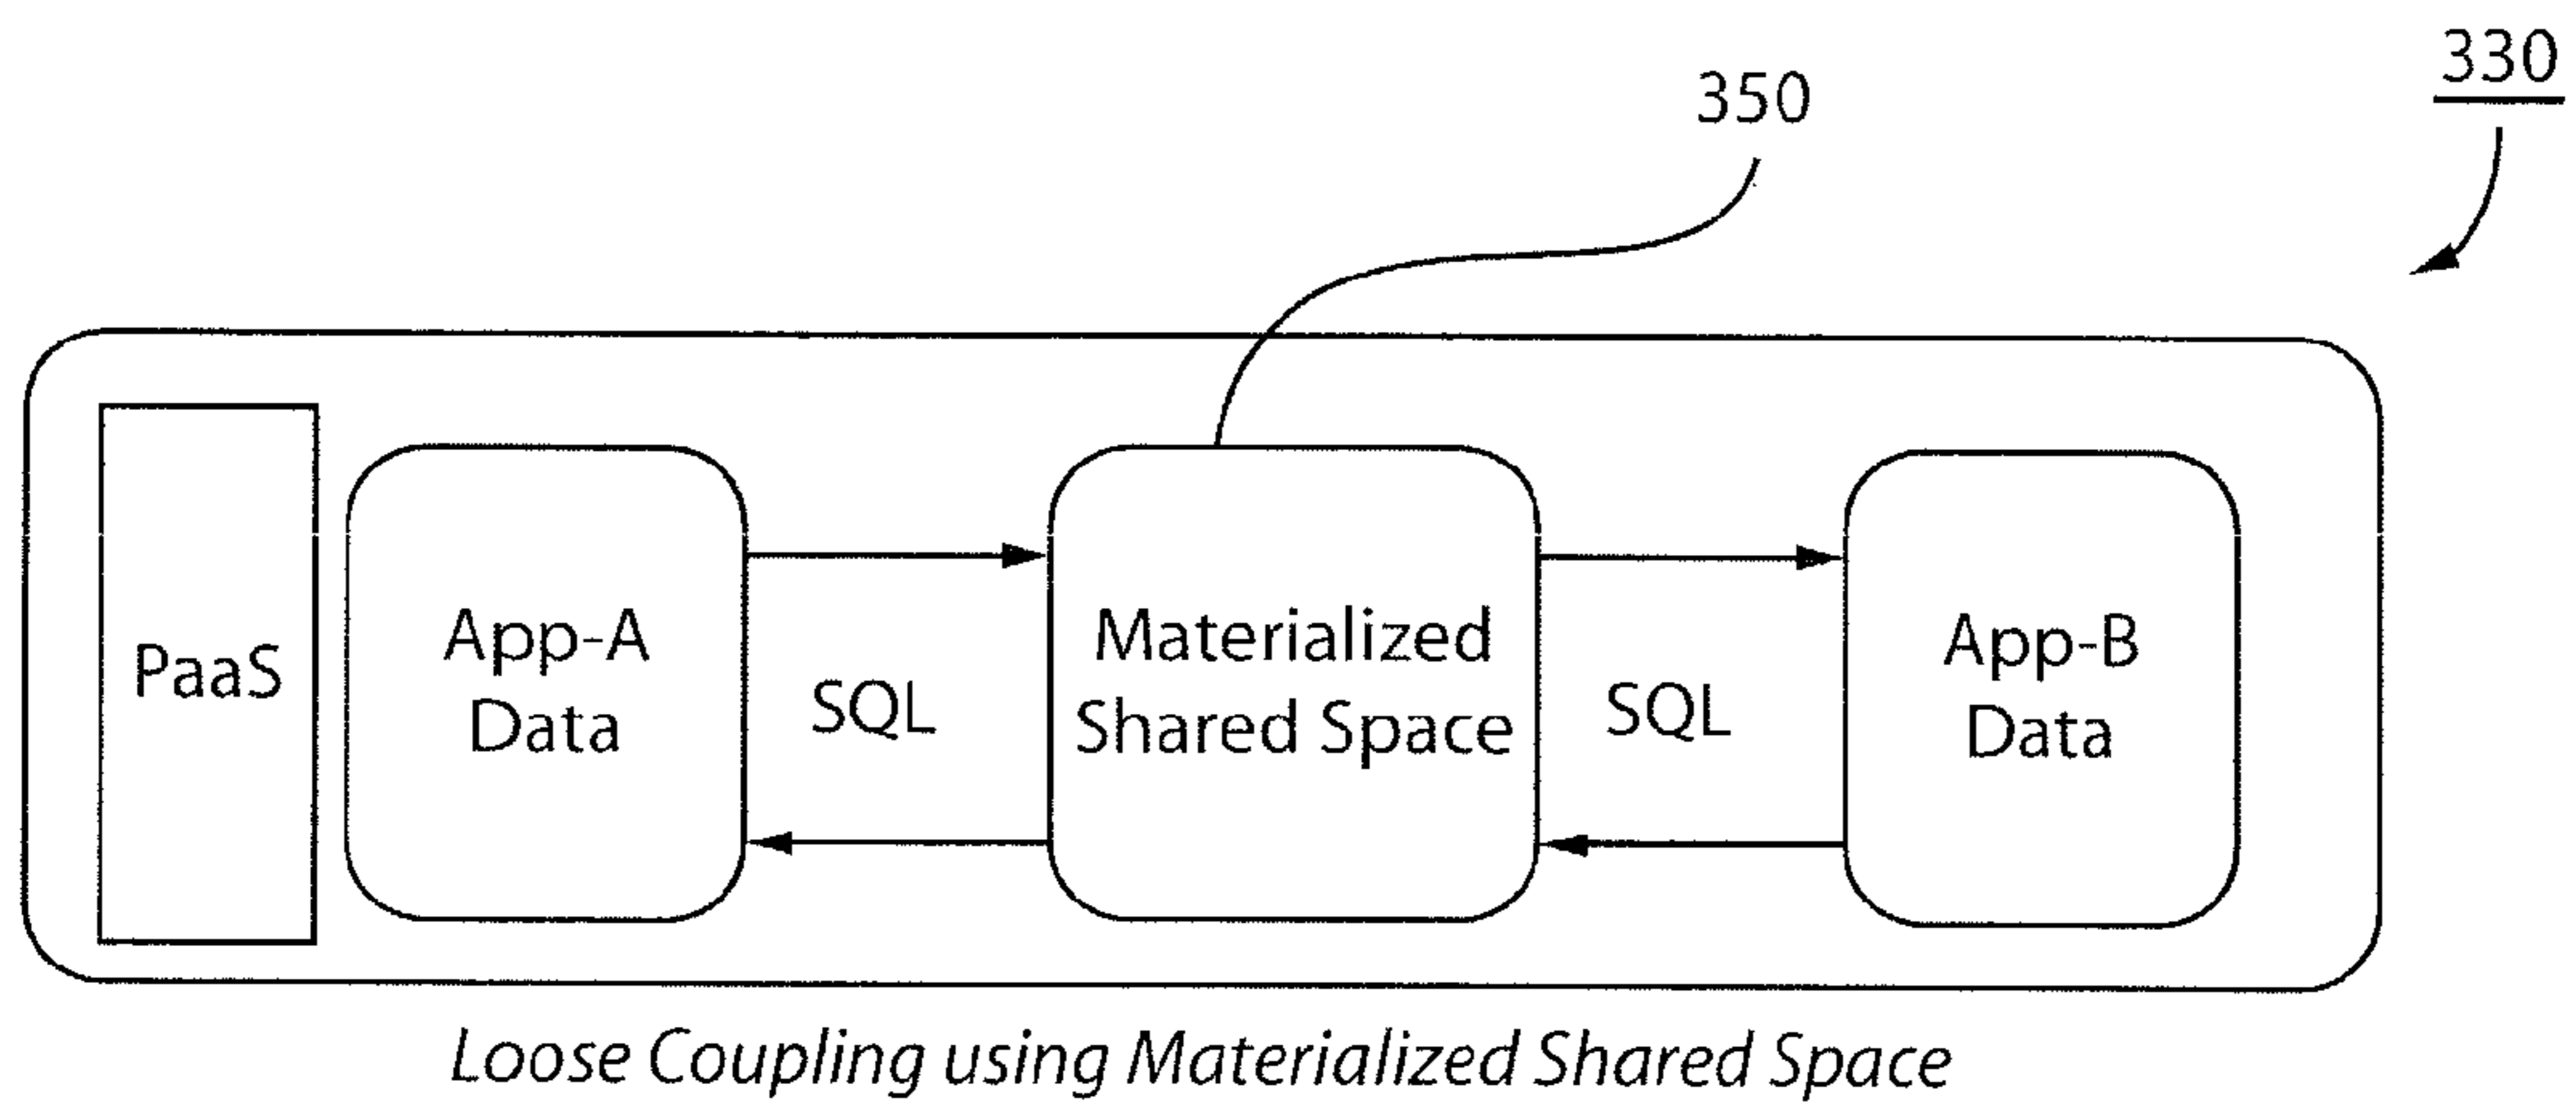 330
350
PaaS
App-A
Data
SQL
Materialized
Shared Space
SQL
App-B
Data
Loose Coupling using Materialized Shared Space